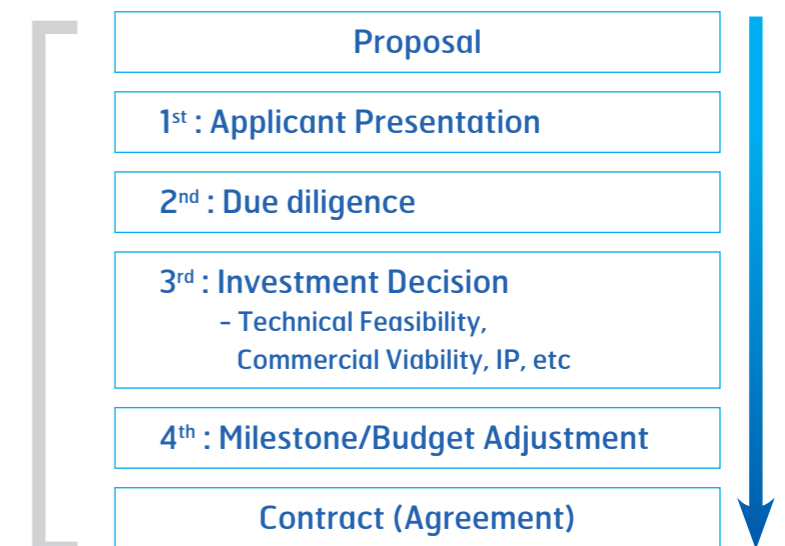 Proposal
1st : Applicant Presentation
2nd : Due diligence
3rd : Investment Decision
- Technical Feasibility,
Commercial Viability, IP, etc
4th : Milestone/Budget Adjustment
Contract (Agreement)